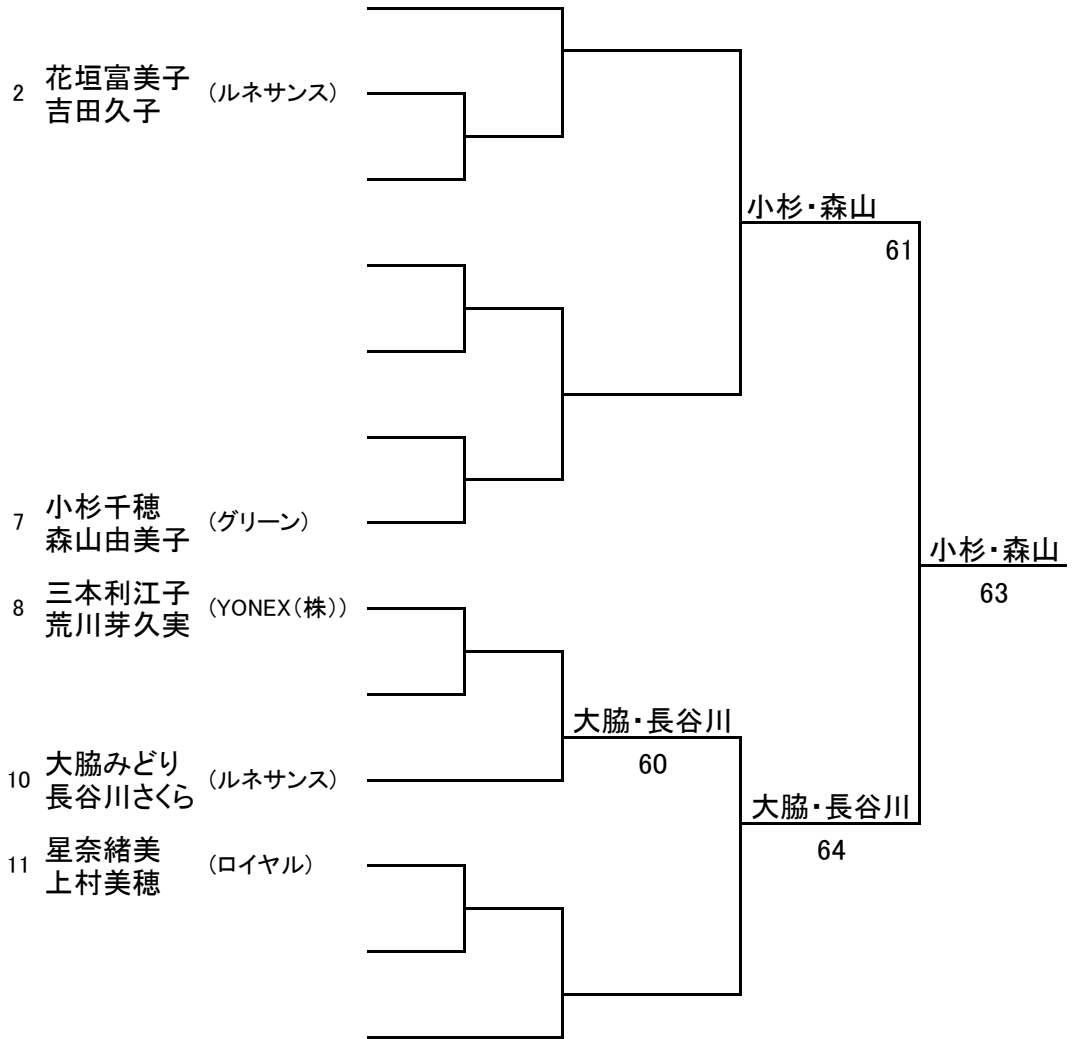 2 花垣富美子 (ルネサンス)
吉田久子
小杉・森山
61
7 小杉千穂 (グリーン)
森山由美子
小杉・森山
63
8 三本利江子 (YONEX(株))
荒川芽久実
大脇・長谷川
60
10 大脇みどり (ルネサンス)
長谷川さくら
大脇・長谷川
64
11 星奈緒美 (ロイヤル)
上村美穂